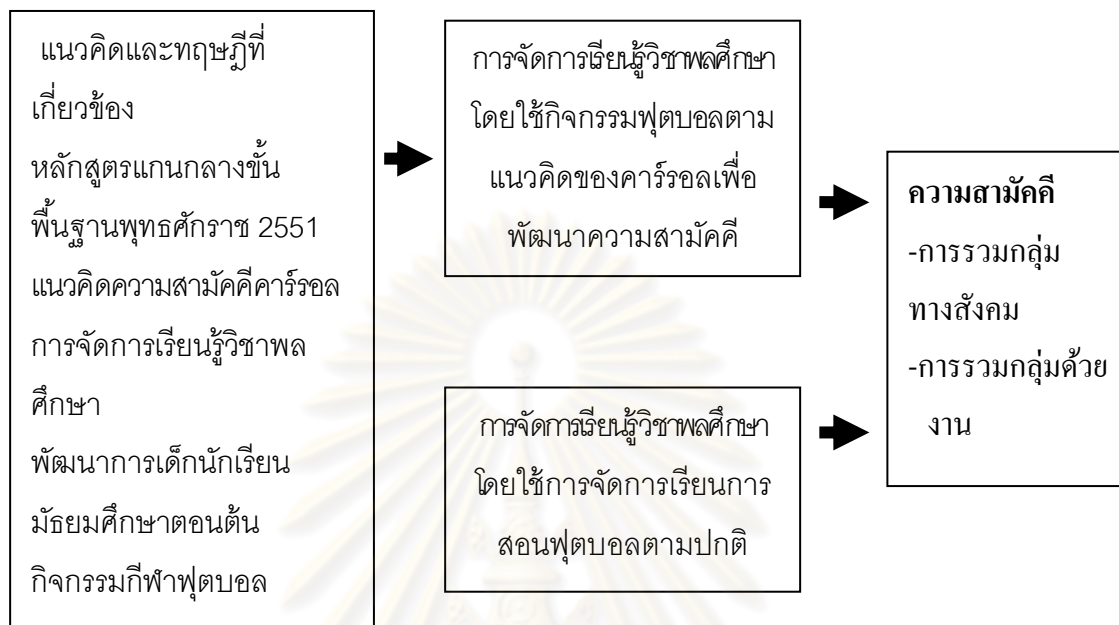 แนวคิดและทฤษฎีที่
เกี่ยวข้อง
หลักสูตรแกนกลางขั้น
พื้นฐานพุทธศักราช 2551
แนวคิดความสามัคคีคาร์รอล
การจัดการเรียนรู้วิชาพล
ศึกษา
พัฒนาการเด็กนักเรียน
มัธยมศึกษาตอนต้น
กิจกรรมกีฬาฟุตบอล
การจัดการเรียนรู้วิชาพลศึกษา
โดยใช้กิจกรรมฟุตบอลตาม
แนวคิดของคาร์รอลเพื่อ
พัฒนาความสามัคคี
การจัดการเรียนรู้วิชาพลศึกษา
โดยใช้การจัดการเรียนการ
สอนฟุตบอลตามปกติ
ความสามัคคี
-การรวมกลุ่ม
ทางสังคม
-การรวมกลุ่มด้วย
งาน